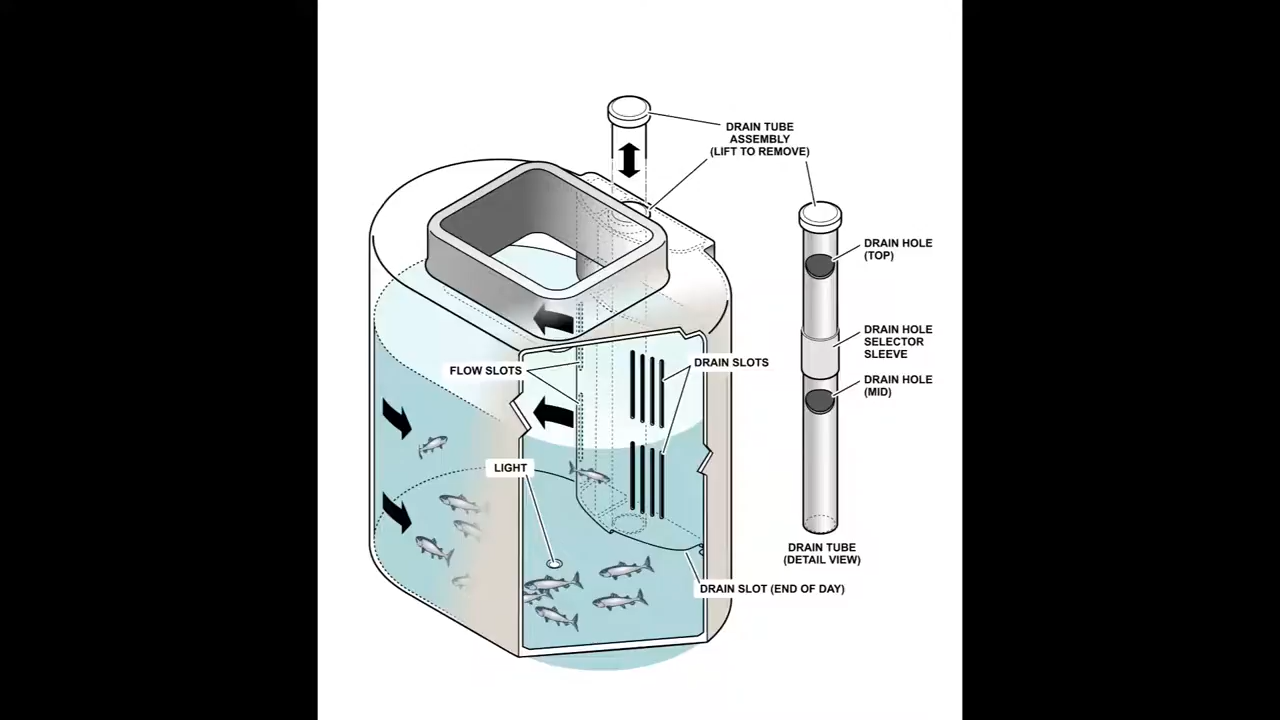 DRAIN TUBE
ASSEMBLY
(LIFT TO REMOVE)
DRAIN HOLE
(TOP)
DRAIN HOLE
SELECTOR
SLEEVE
DRAIN HOLE
(MID)
FLOW SLOTS
DRAIN SLOTS
LIGHT
DRAIN TUBE
(DETAIL VIEW)
DRAIN SLOT (END OF DAY)